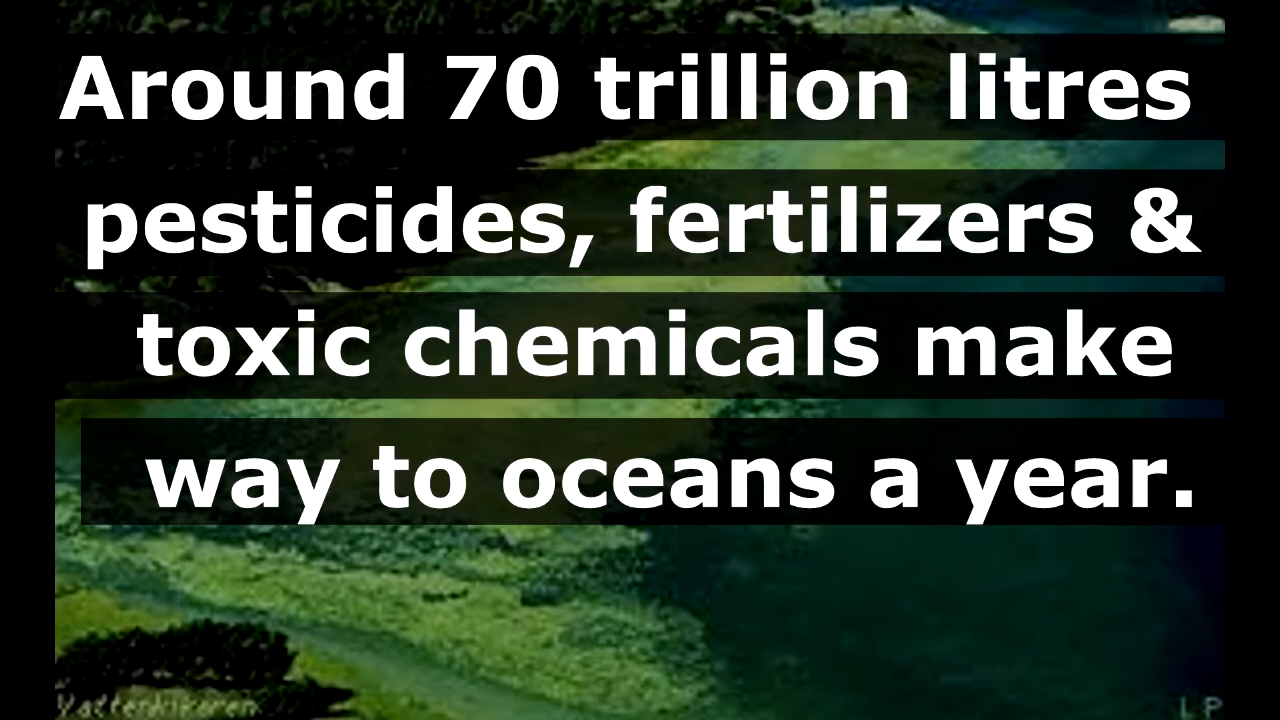 Around 70 trillion litres
pesticides, fertilizers &
toxic chemicals make
way to oceans a year.
L P